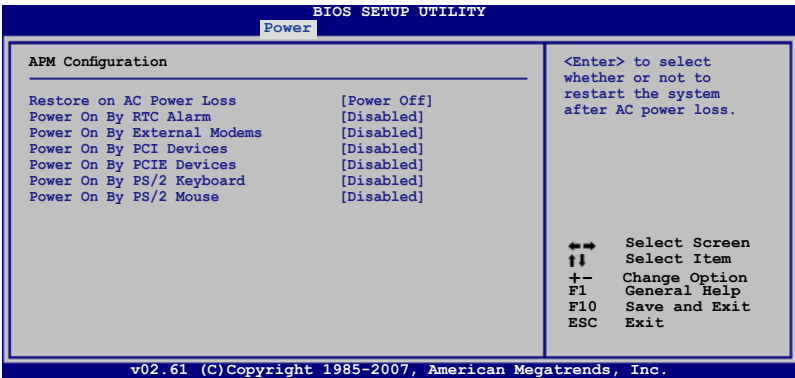 BIOS SETUP UTILITY
Power
APM Configuration
Restore on AC Power Loss [Power Off]
Power On By RTC Alarm [Disabled]
Power On By External Modems [Disabled]
Power On By PCI Devices [Disabled]
Power On By PCIE Devices [Disabled]
Power On By PS/2 Keyboard [Disabled]
Power On By PS/2 Mouse [Disabled]
<Enter> to select
whether or not to
restart the system
after AC power loss.
←→ Select Screen
↑↓ Select Item
+- Change Option
F1 General Help
F10 Save and Exit
ESC Exit
v02.61 (C)Copyright 1985-2007, American Megatrends, Inc.